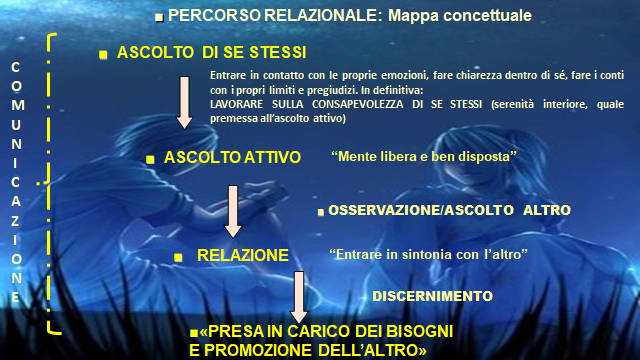 PERCORSO RELAZIONALE: Mappa concettuale
COMUNICAZIONE
ASCOLTO DI SE STESSI
Entrare in contatto con le proprie emozioni, fare chiarezza dentro di sé, fare i conti
con i propri limiti e pregiudizi. In definitiva:
LAVORARE SULLA CONSAPEVOLEZZA DI SE STESSI (serenità interiore, quale
premessa all’ascolto attivo)
ASCOLTO ATTIVO “Mente libera e ben disposta”
OSSERVAZIONE/ASCOLTO ALTRO
RELAZIONE “Entrare in sintonia con l’altro”
DISCERNIMENTO
«PRESA IN CARICO DEI BISOGNI
E PROMOZIONE DELL’ALTRO»